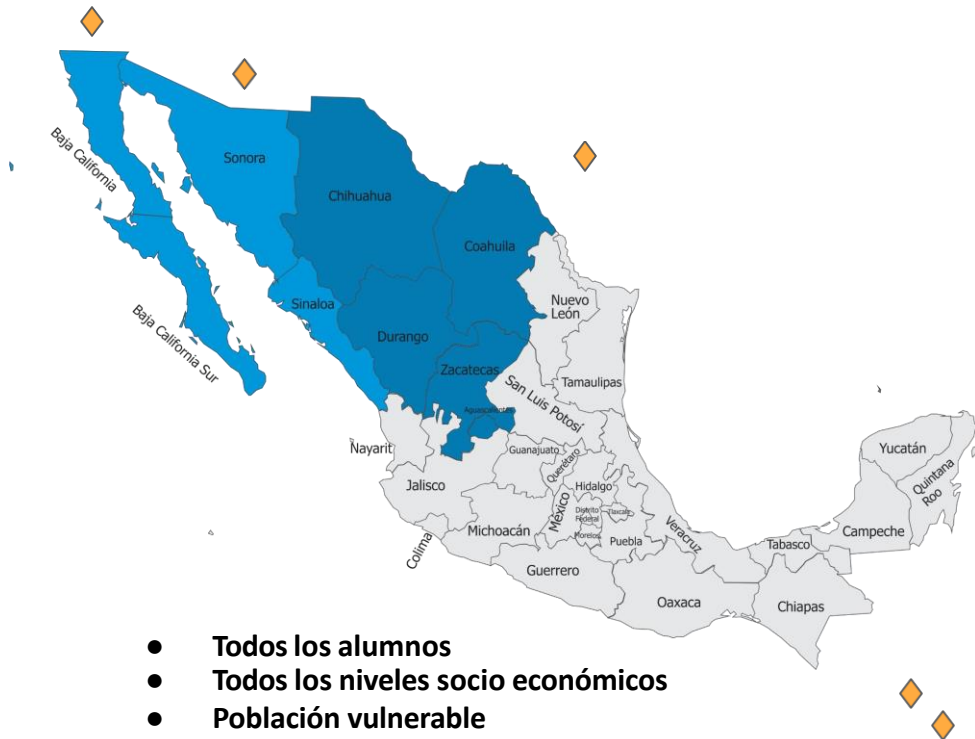 Baja California
Sonora
Chihuahua
Coahuila
Baja California Sur
Sinaloa
Nuevo
León
Durango
Zacatecas
Tamaulipas
San Luis Potosí
Aguascalientes
Nayarit
Guanajuato
Querétaro
Yucatán
Quintana
Roo
Jalisco
Hidalgo
México
Distrito
Federal
Tlaxcala
Michoacán
Colima
Morelos
Puebla
Veracruz
Tabasco
Campeche
Guerrero
Oaxaca
Chiapas
● Todos los alumnos
● Todos los niveles socio económicos
● Población vulnerable